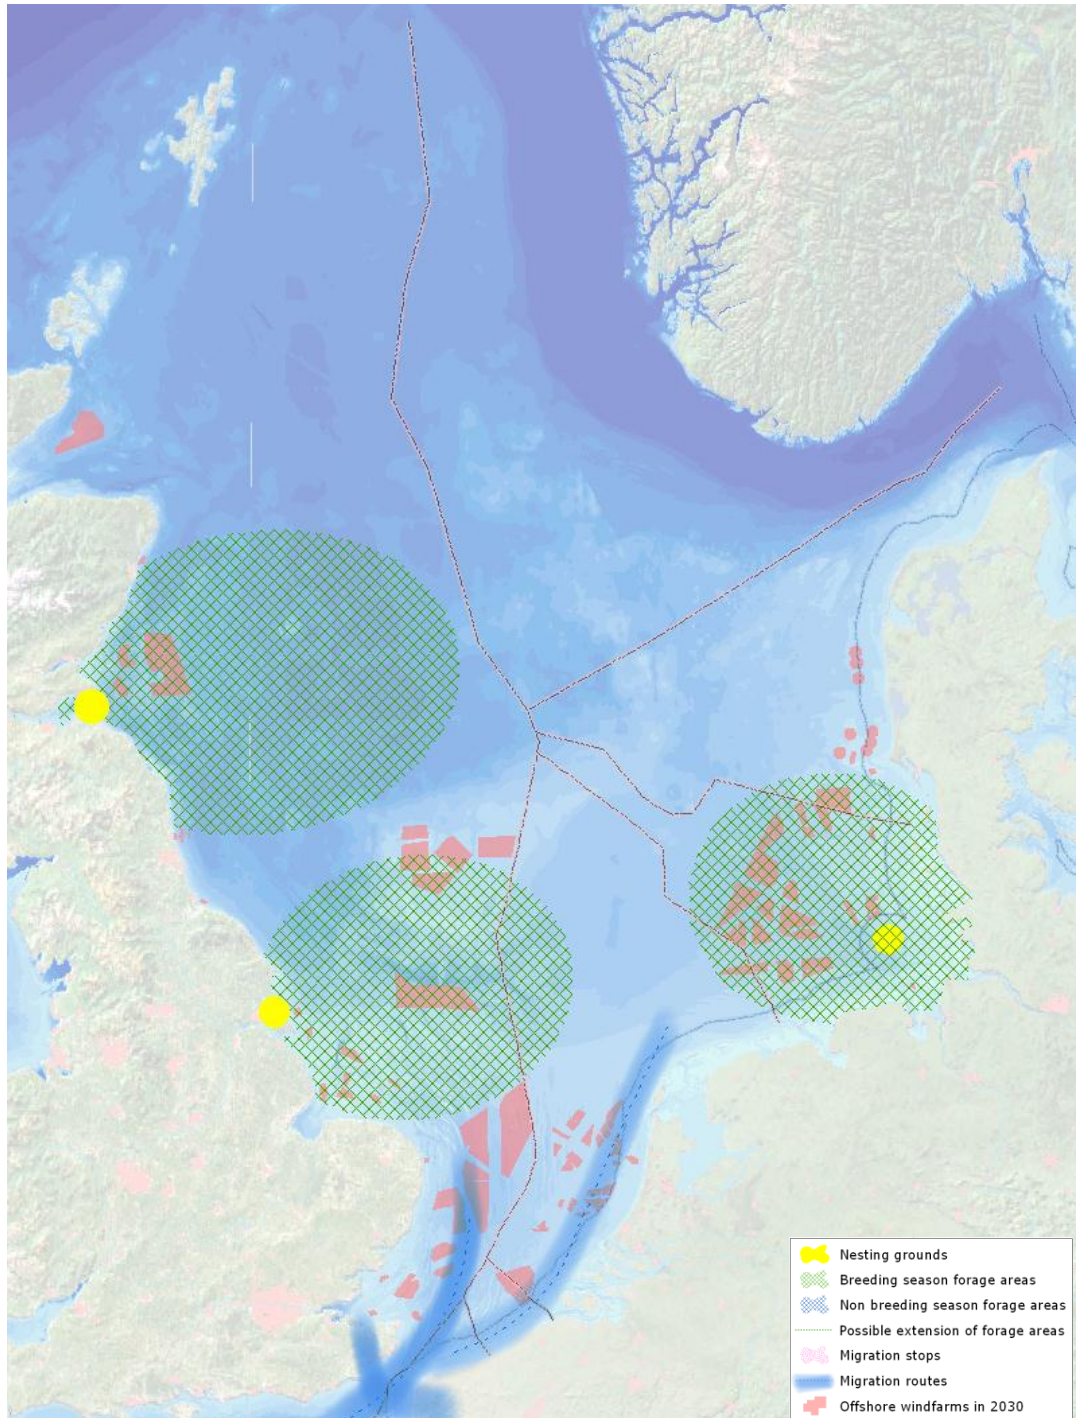 Nesting grounds
Breeding season forage areas
Non breeding season forage areas
Possible extension of forage areas
Migration stops
Migration routes
Offshore windfarms in 2030